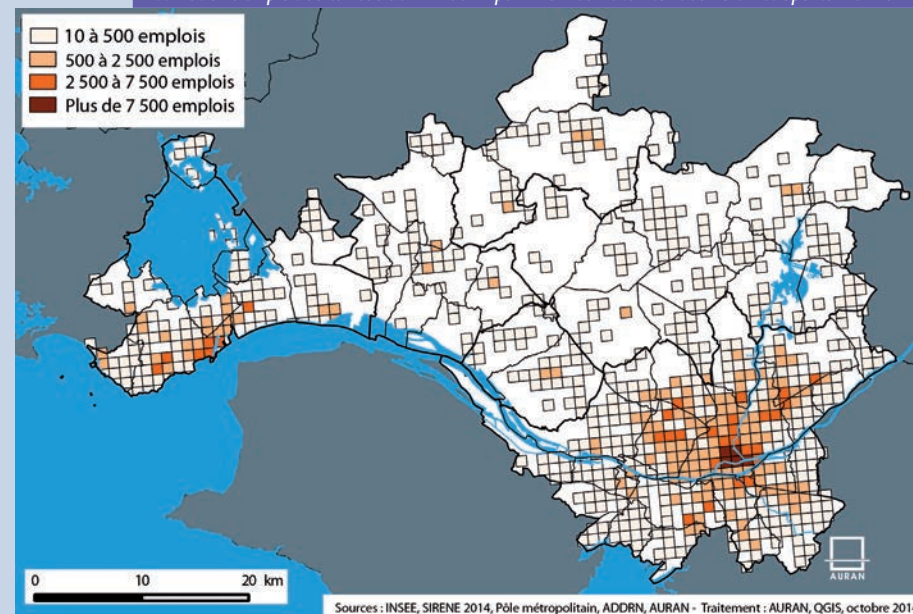 10 à 500 emplois
500 à 2 500 emplois
2 500 à 7 500 emplois
Plus de 7 500 emplois
AURAN
0 10 20 km
Sources : INSEE, SIRENE 2014, Pôle métropolitain, ADDRN, AURAN - Traitement : AURAN, QGIS, octobre 201